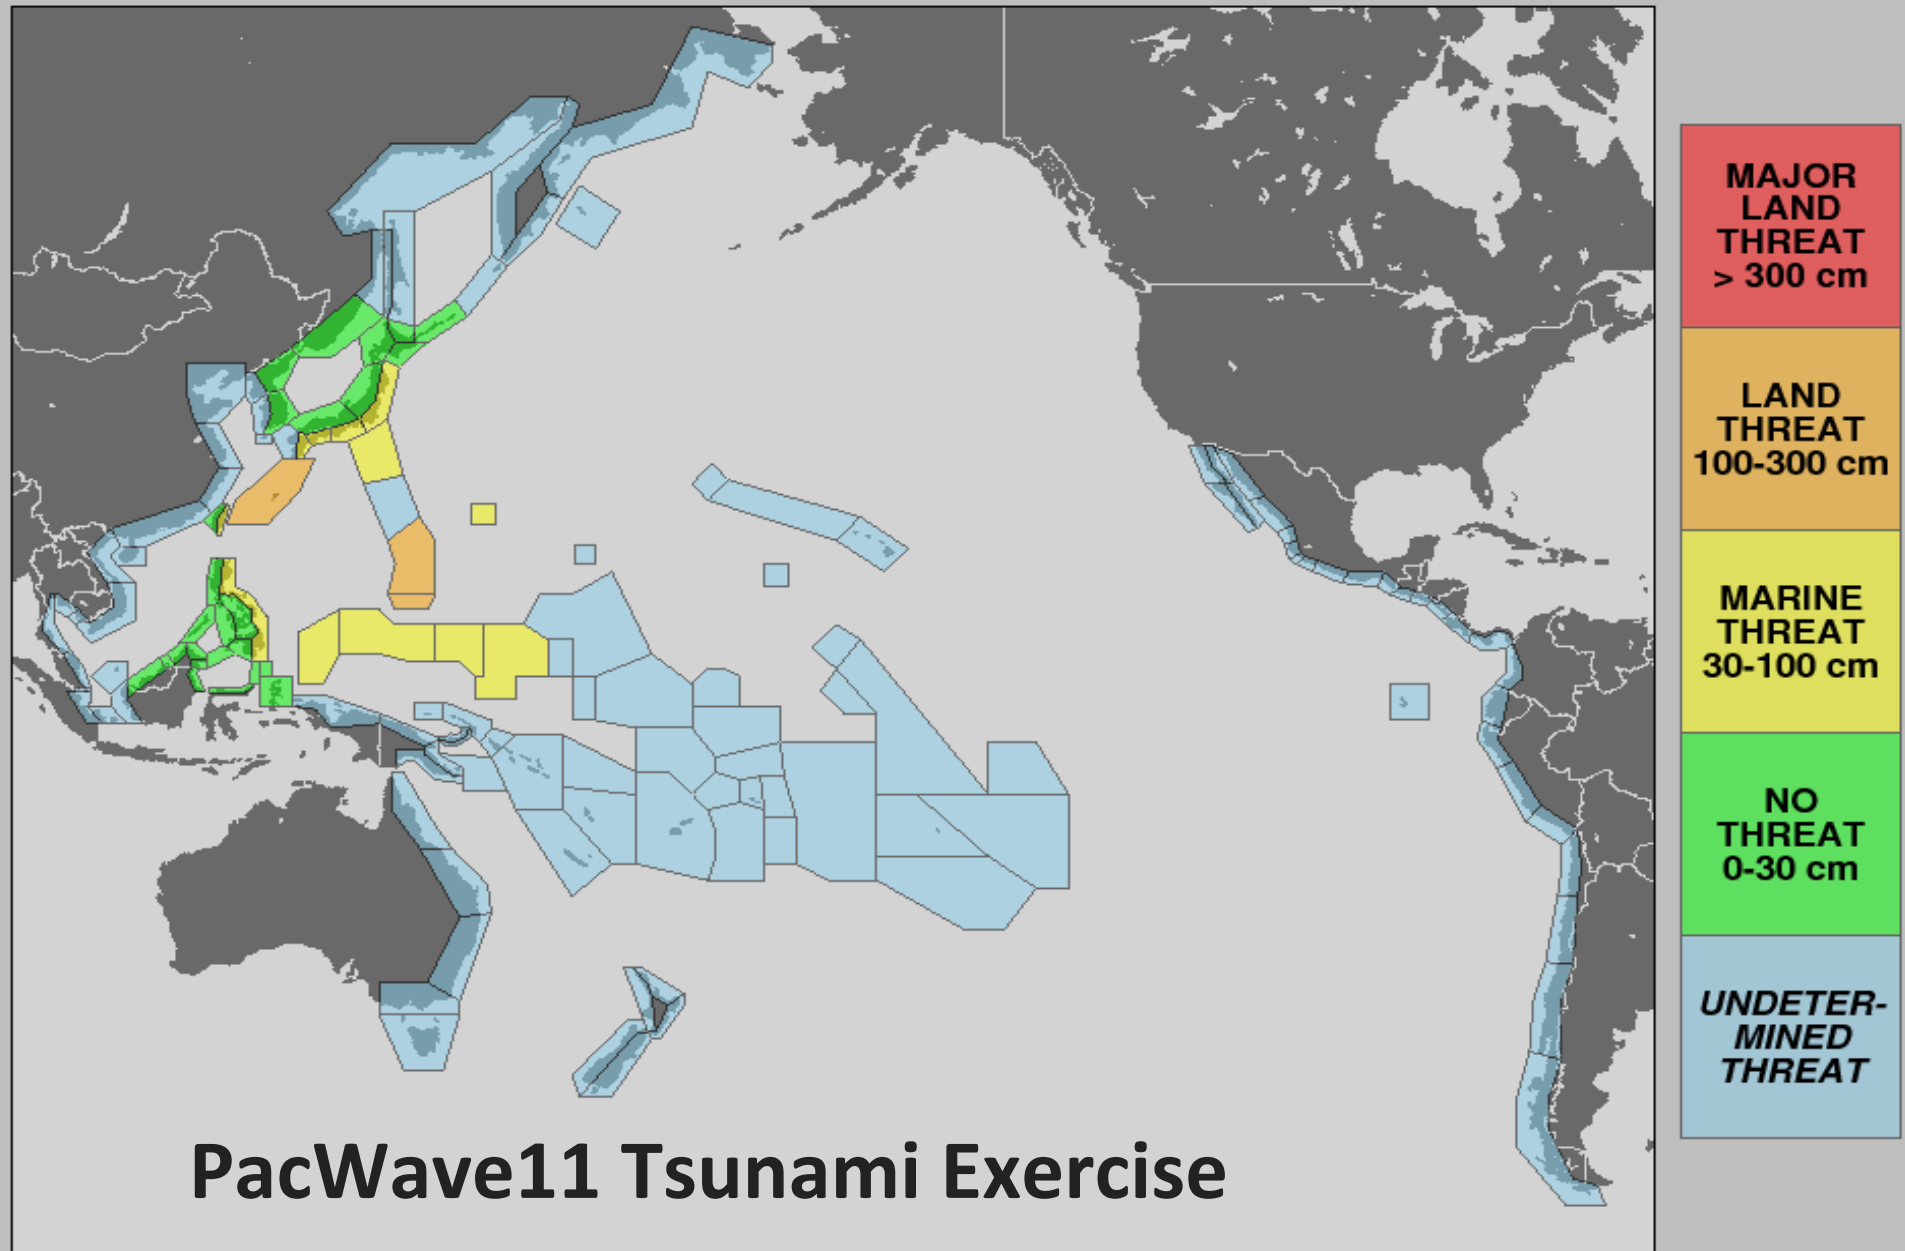 MAJOR
LAND
THREAT
> 300 cm
LAND
THREAT
100-300 cm
MARINE
THREAT
30-100 cm
NO
THREAT
0-30 cm
UNDETER-
MINED
THREAT
PacWave11 Tsunami Exercise